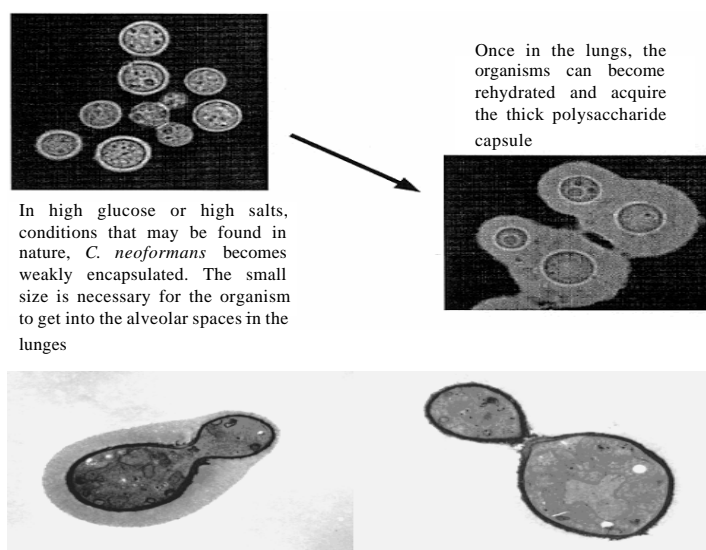 Once in the lungs, the
organisms can become
rehydrated and acquire
the thick polysaccharide
capsule
In high glucose or high salts,
conditions that may be found in
nature, C. neoformans becomes
weakly encapsulated. The small
size is necessary for the organism
to get into the alveolar spaces in the
lunges